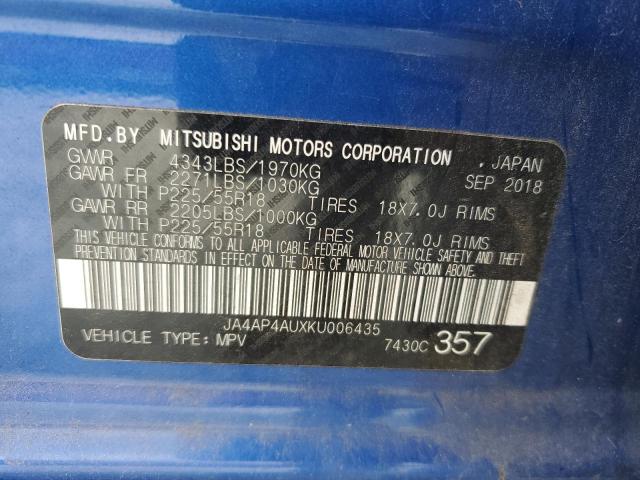 MFD.BY MITSUBISHI MOTORS CORPORATION , JAPAN
GVWR 4343LBS/1970KG SEP 2018
GAWR FR 2271LBS/1030KG
WITH P225/55R18 TIRES 18X7.0J RIMS
GAWR RR 2205LBS/1000KG
WITH P225/55R18 TIRES 18X7.0J RIMS
THIS VEHICLE CONFORMS TO ALL APPLICABLE FEDERAL MOTOR VEHICLE SAFETY AND THEFT
PREVENTION STANDARDS IN EFFECT ON THE DATE OF MANUFACTURE SHOWN ABOVE.
JA4AP4AUXKU006435
VEHICLE TYPE: MPV 7430C 357